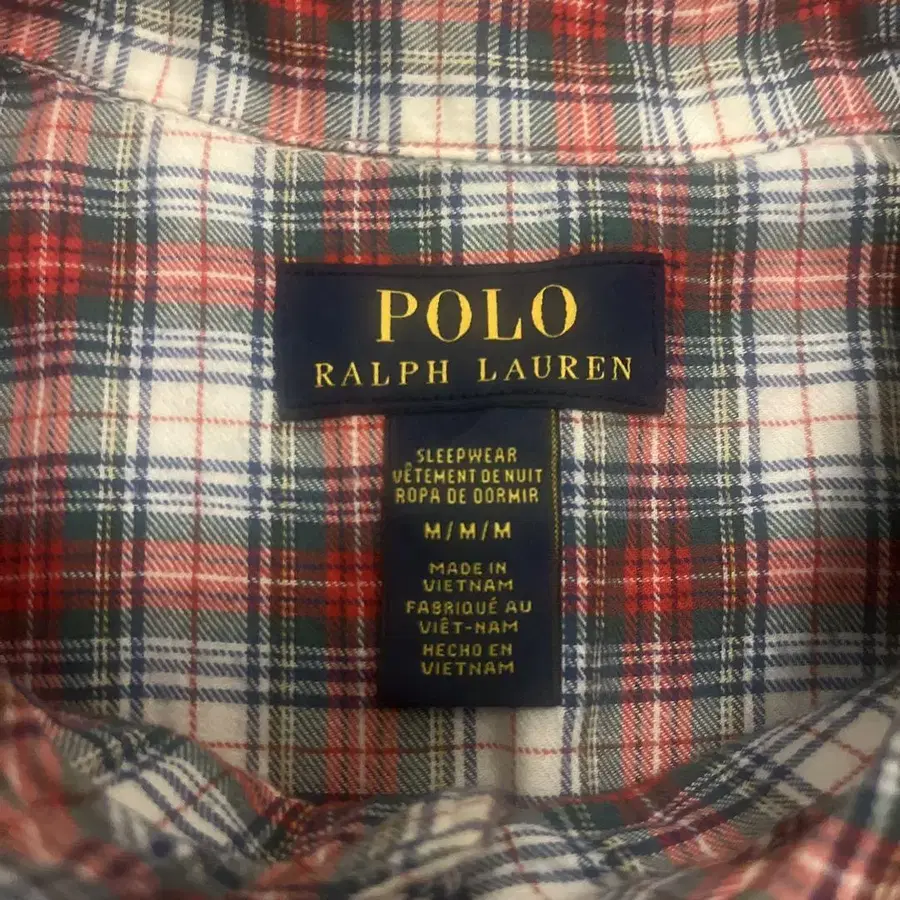 POLO
RALPH LAUREN
SLEEPWEAR
VÊTEMENT DE NUIT
ROPA DE DORMIR
M/M/M
MADE IN
VIETNAM
FABRIQUÉ AU
VIÊT-NAM
HECHO EN
VIETNAM